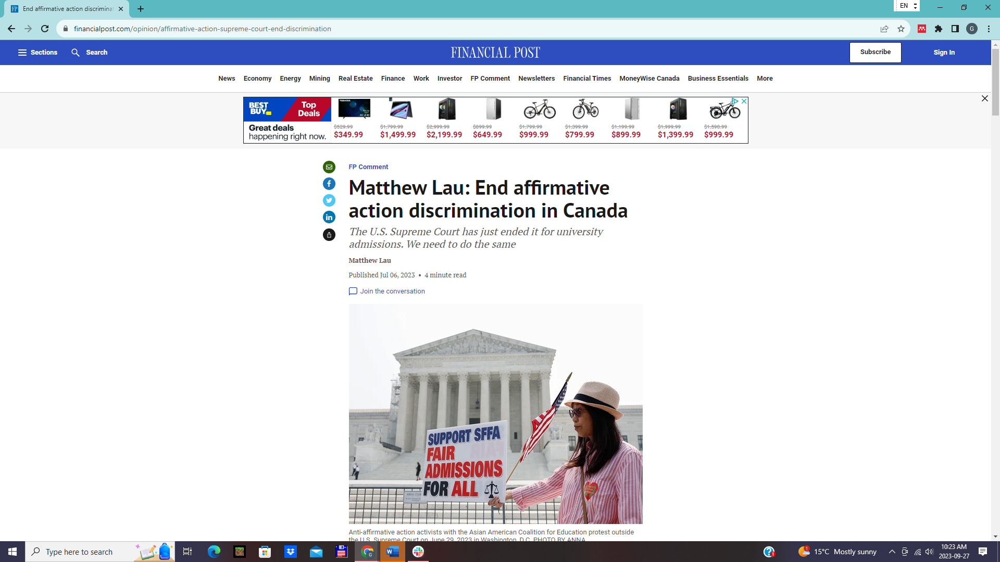 End affirmative action discrimina
EN
financialpost.com/opinion/affirmative-action-supreme-court-end-discrimination
G
Sections
Search
FINANCIAL POST
Subscribe
Sign In
News Economy Energy Mining Real Estate Finance Work Investor FP Comment Newsletters Financial Times MoneyWise Canada Business Essentials More
BEST BUY
Top Deals
Great deals
happening right now.
TOSHIBA
$529.99 $1,799.99 $2,999.99 $899.99 $1,799.99 $1,399.99 $1,199.99 $1,999.99 $1,598.99
$349.99 $1,499.99 $2,199.99 $649.99 $999.99 $799.99 $899.99 $1,399.99 $999.99
FP Comment
Matthew Lau: End affirmative
action discrimination in Canada
The U.S. Supreme Court has just ended it for university
admissions. We need to do the same
Matthew Lau
Published Jul 06, 2023 • 4 minute read
Join the conversation
SUPPORT SFFA
FAIR
ADMISSIONS
FOR ALL
Anti-affirmative action activists with the Asian American Coalition for Education protest outside
the U.S. Supreme Court on June 29, 2023 in Washington, D.C. PHOTO BY ANNA
Type here to search
15°C Mostly sunny
10:23 AM
2023-09-27